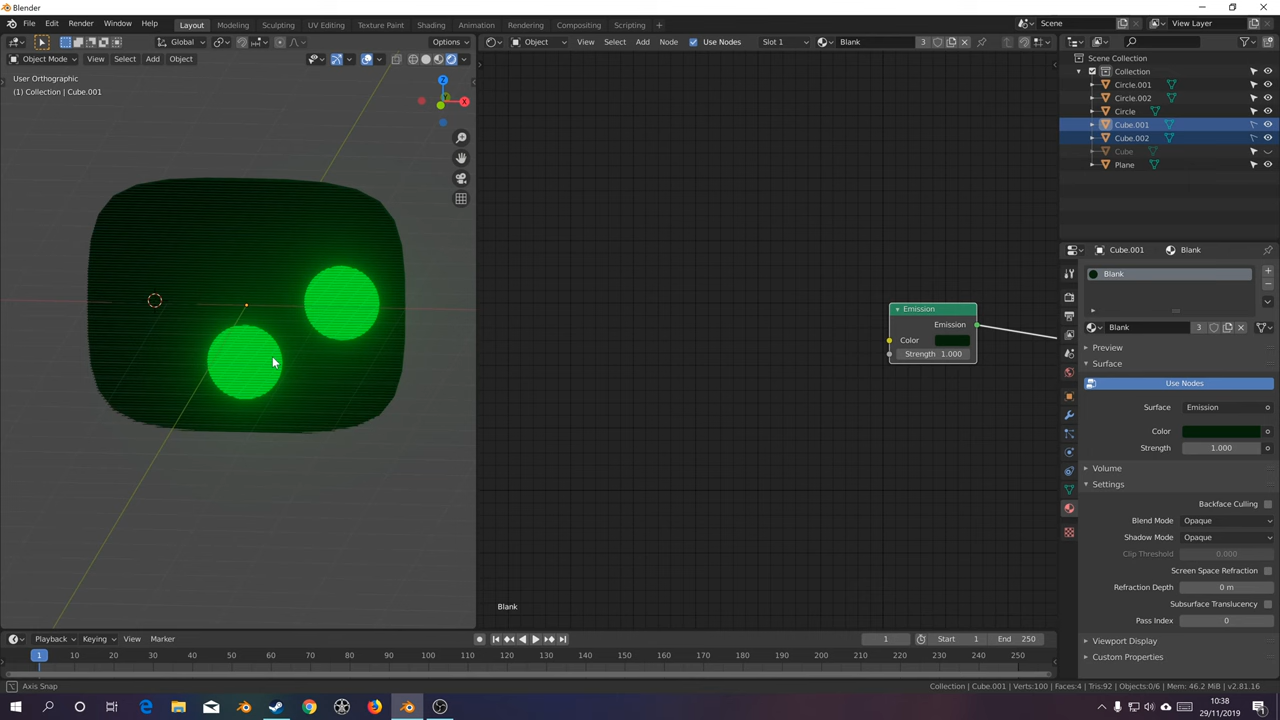 Blender
File Edit Render Window Help Layout Modeling Sculpting UV Editing Texture Paint Shading Animation Rendering Compositing Scripting + Scene View Layer
Global Options Object View Select Add Node Use Nodes Slot 1 Blank 3
Object Mode View Select Add Object
User Orthographic
(1) Collection | Cube.001
Z
X
Y
Scene Collection
Collection
Circle.001
Circle.002
Circle
Cube.001
Cube.002
Cube
Plane
Emission
Emission
Color
Strength 1.000
Blank
Cube.001 Blank
Blank
Blank 3
Preview
Surface
Use Nodes
Surface Emission
Color
Strength 1.000
Volume
Settings
Backface Culling
Blend Mode Opaque
Shadow Mode Opaque
Clip Threshold 0.000
Screen Space Refraction
Refraction Depth 0 m
Subsurface Translucency
Pass Index 0
Viewport Display
Custom Properties
Playback Keying View Marker 1 Start 1 End 250
1 10 20 30 40 50 60 70 80 90 100 110 120 130 140 150 160 170 180 190 200 210 220 230 240 250
Axis Snap Collection | Cube.001 | Verts:100 | Faces:4 | Tris:92 | Objects:0/6 | Mem: 46.2 MiB | v2.81.16
10:38
29/11/2019